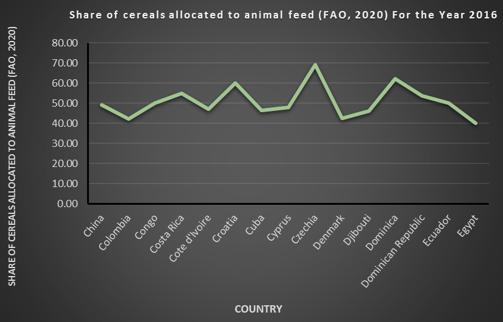 Share of cereals allocated to animal feed (FAO, 2020) For the Year 2016
SHARE OF CEREALS ALLOCATED TO ANIMAL FEED (FAO, 2020)
80.00
70.00
60.00
50.00
40.00
30.00
20.00
10.00
0.00
China
Colombia
Congo
Costa Rica
Cote d'Ivoire
Croatia
Cuba
Cyprus
Czechia
Denmark
Djibouti
Dominica
Dominican Republic
Ecuador
Egypt
COUNTRY